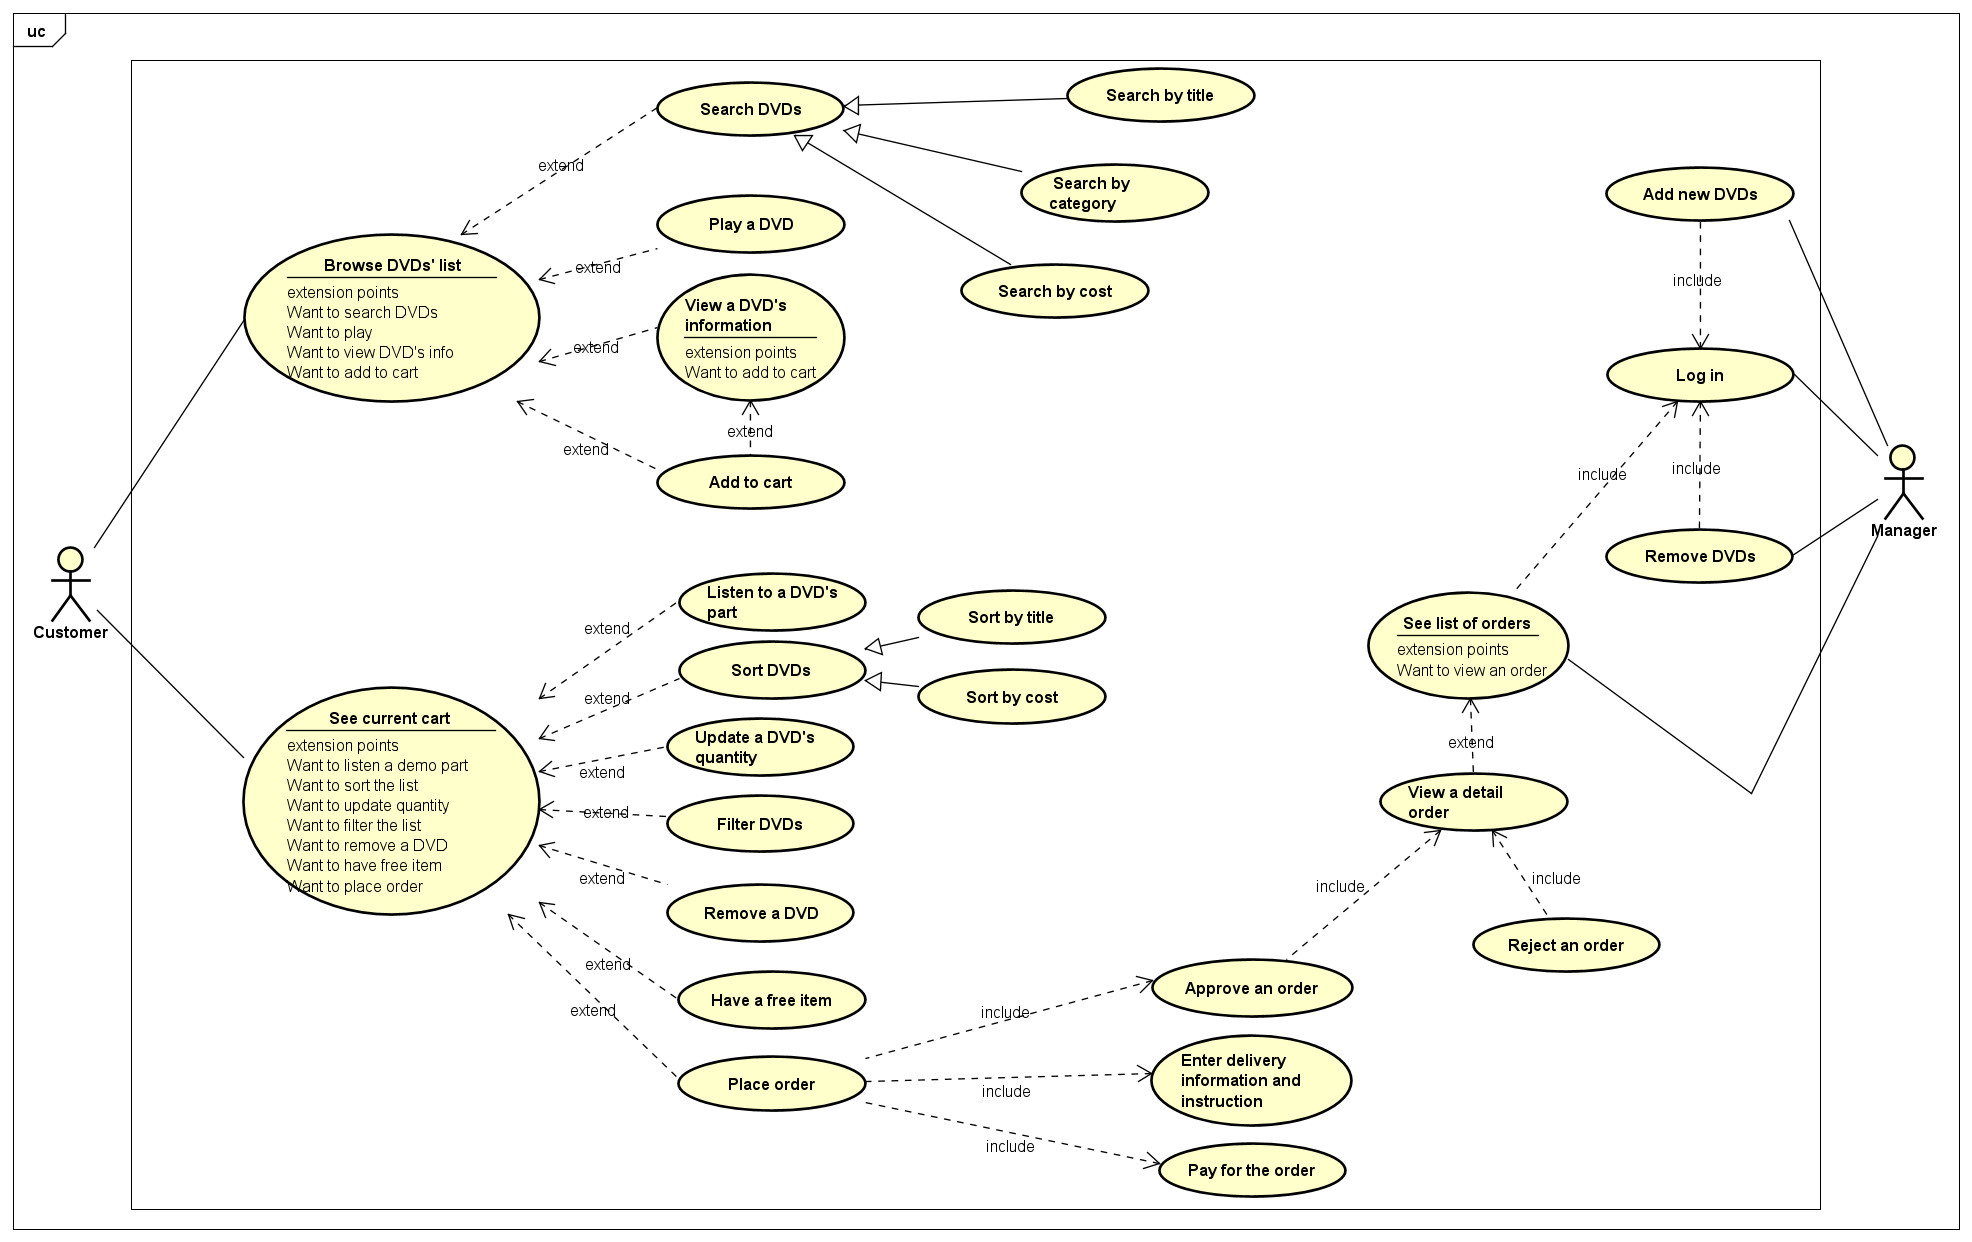 uc
Search DVDs
Search by title
extend
Search by
category
Add new DVDs
Play a DVD
Browse DVDs' list
extension points
Want to search DVDs
Want to play
Want to view DVD's info
Want to add to cart
extend
include
Search by cost
View a DVD's
information
extension points
Want to add to cart
extend
Log in
extend
extend
include
include
Add to cart
Manager
Remove DVDs
Customer
Listen to a DVD's
part
extend
Sort by title
See list of orders
extension points
Want to view an order
Sort DVDs
extend
Sort by cost
See current cart
extension points
Want to listen a demo part
Want to sort the list
Want to update quantity
Want to filter the list
Want to remove a DVD
Want to have free item
Want to place order
Update a DVD's
quantity
extend
extend
View a detail
order
extend
Filter DVDs
extend
include
include
Remove a DVD
Reject an order
extend
Have a free item
Approve an order
extend
include
Place order
Enter delivery
information and
instruction
include
include
Pay for the order